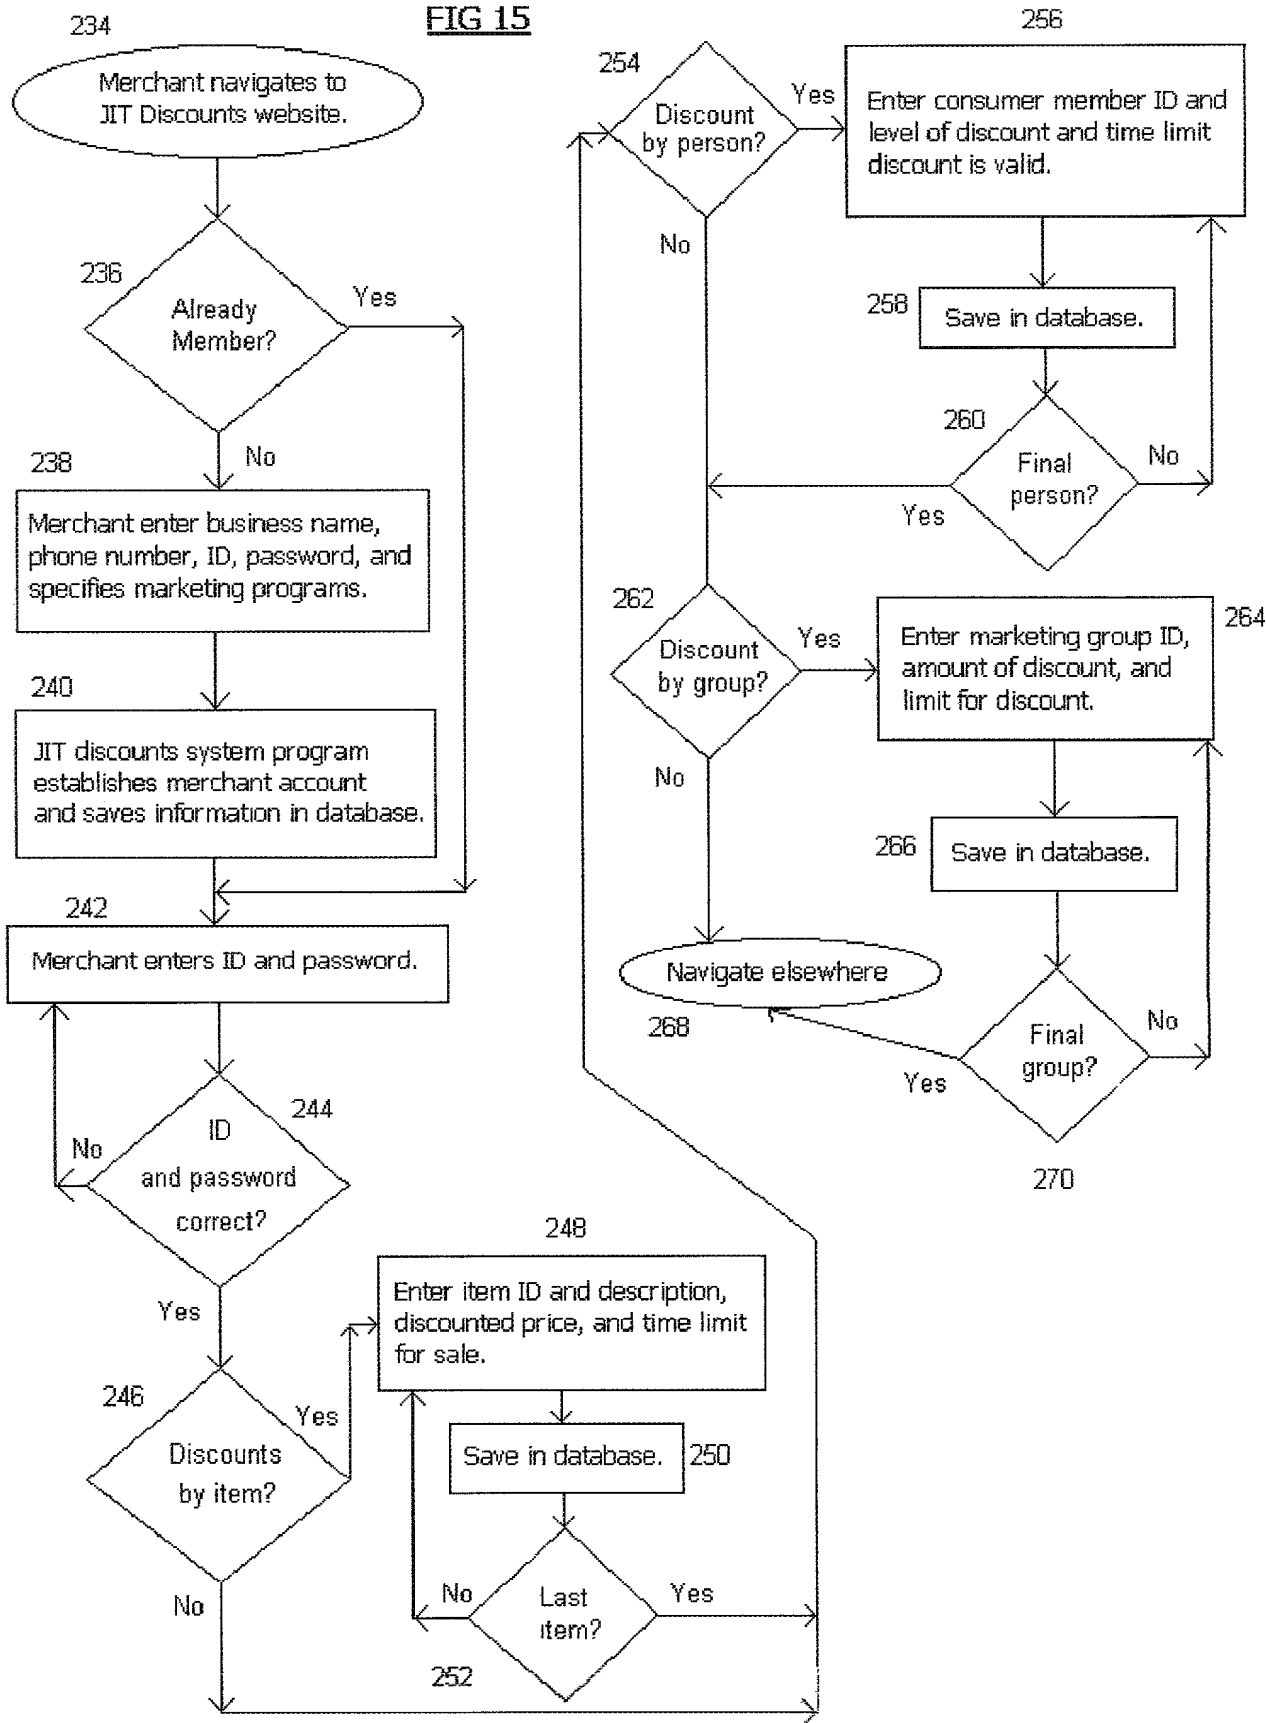 FIG 15
234
Merchant navigates to
JIT Discounts website.
236
Already
Member?
Yes
No
238
Merchant enter business name,
phone number, ID, password, and
specifies marketing programs.
240
JIT discounts system program
establishes merchant account
and saves information in database.
242
Merchant enters ID and password.
244
ID
and password
correct?
No
Yes
246
Discounts
by item?
Yes
No
248
Enter item ID and description,
discounted price, and time limit
for sale.
Save in database.
250
Last
item?
No
Yes
252
254
Discount
by person?
Yes
No
256
Enter consumer member ID and
level of discount and time limit
discount is valid.
258
Save in database.
260
Final
person?
No
Yes
262
Discount
by group?
Yes
No
264
Enter marketing group ID,
amount of discount, and
limit for discount.
266
Save in database.
Navigate elsewhere
268
Final
group?
No
Yes
270